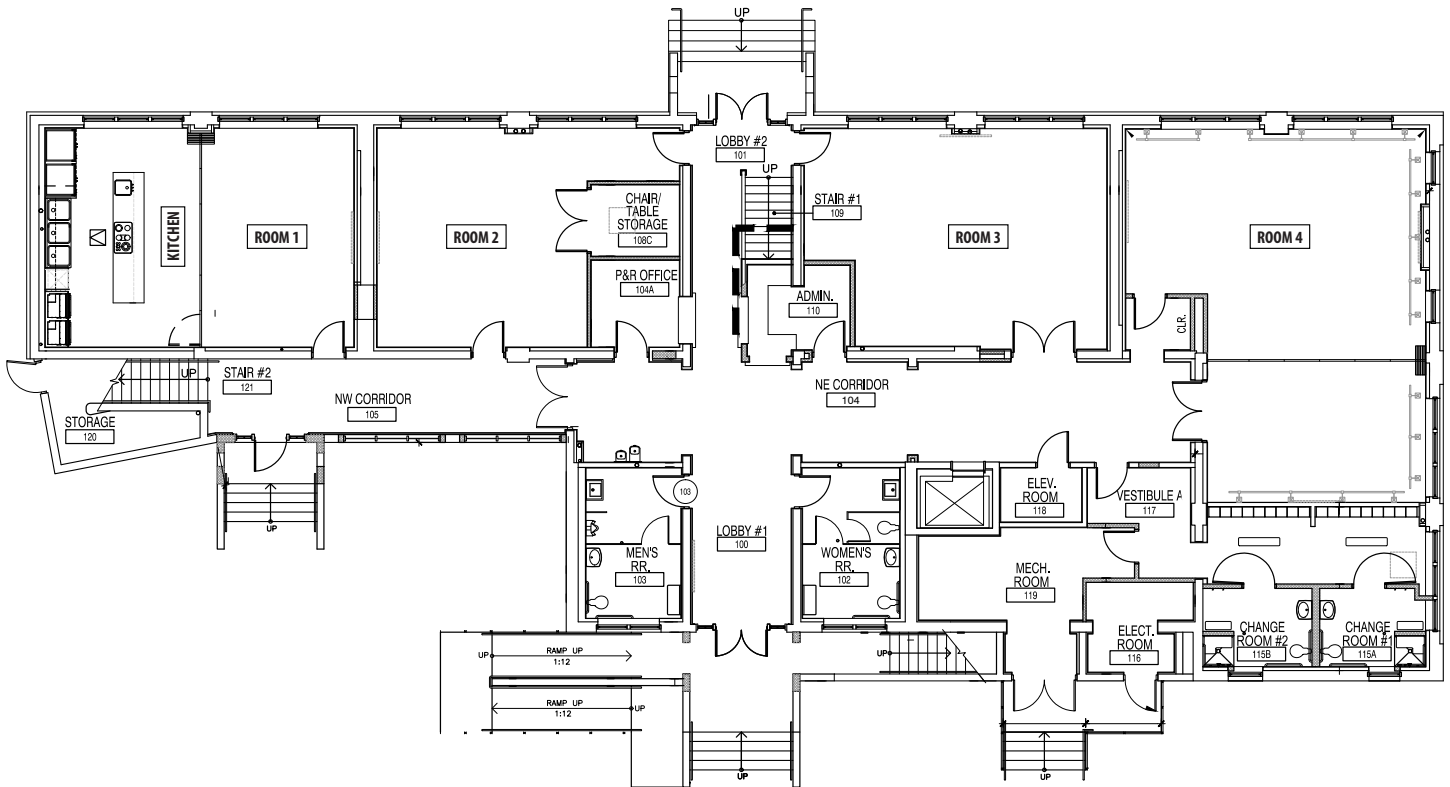 UP
LOBBY #2
101
UP
STAIR #1
109
CHAIR/
TABLE
STORAGE
108C
KITCHEN
ROOM 1
ROOM 2
ROOM 3
ROOM 4
P&R OFFICE
104A
ADMIN.
110
CLR.
UP
STAIR #2
121
NW CORRIDOR
105
NE CORRIDOR
104
STORAGE
120
UP
103
ELEV.
ROOM
118
VESTIBULE A
117
LOBBY #1
100
MEN'S
RR.
103
WOMEN'S
RR.
102
MECH.
ROOM
119
ELECT.
ROOM
116
CHANGE
ROOM #2
115B
CHANGE
ROOM #1
115A
UP
RAMP UP
1:12
UP
RAMP UP
1:12
UP
UP
UP